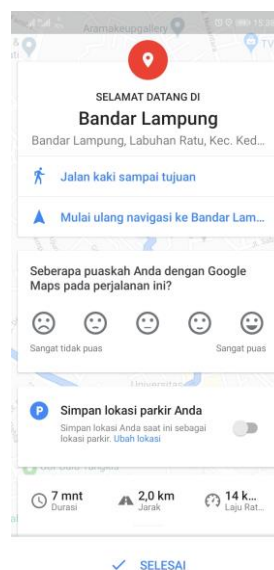 Aramakeupgallery
TV
SELAMAT DATANG DI
Bandar Lampung
Bandar Lampung, Labuhan Ratu, Kec. Ked...
Jalan kaki sampai tujuan
Mulai ulang navigasi ke Bandar Lam...
Seberapa puaskah Anda dengan Google
Maps pada perjalanan ini?
Sangat tidak puas
Sangat puas
Universitas
P
Simpan lokasi parkir Anda
Simpan lokasi Anda saat ini sebagai
lokasi parkir. Ubah lokasi
7 mnt
Durasi
2,0 km
Jarak
14 k...
Laju Rat...
SELESAI